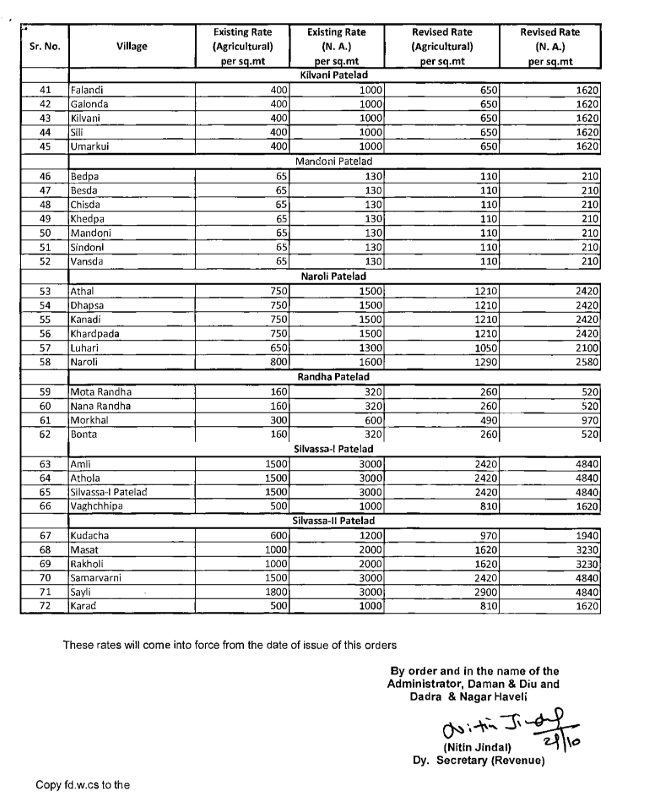 Sr. No. Village Existing Rate (Agricultural) per sq.mt Existing Rate (N. A.) per sq.mt Revised Rate (Agricultural) per sq.mt Revised Rate (N. A.) per sq.mt
Kilvani Patelad
41 Falandi 400 1000 650 1620
42 Galonda 400 1000 650 1620
43 Kilvani 400 1000 650 1620
44 Sili 400 1000 650 1620
45 Umarkui 400 1000 650 1620
Mandoni Patelad
46 Bedpa 65 130 110 210
47 Besda 65 130 110 210
48 Chisda 65 130 110 210
49 Khedpa 65 130 110 210
50 Mandoni 65 130 110 210
51 Sindoni 65 130 110 210
52 Vansda 65 130 110 210
Naroli Patelad
53 Athal 750 1500 1210 2420
54 Dhapsa 750 1500 1210 2420
55 Kanadi 750 1500 1210 2420
56 Khardpada 750 1500 1210 2420
57 Luhari 650 1300 1050 2100
58 Naroli 800 1600 1290 2580
Randha Patelad
59 Mota Randha 160 320 260 520
60 Nana Randha 160 320 260 520
61 Morkhal 300 600 490 970
62 Bonta 160 320 260 520
Silvassa-I Patelad
63 Amli 1500 3000 2420 4840
64 Athola 1500 3000 2420 4840
65 Silvassa-I Patelad 1500 3000 2420 4840
66 Vaghchhipa 500 1000 810 1620
Silvassa-II Patelad
67 Kudacha 600 1200 970 1940
68 Masat 1000 2000 1620 3230
69 Rakholi 1000 2000 1620 3230
70 Samarvarni 1500 3000 2420 4840
71 Sayli 1800 3000 2900 4840
72 Karad 500 1000 810 1620
These rates will come into force from the date of issue of this orders
By order and in the name of the
Administrator, Daman & Diu and
Dadra & Nagar Haveli
Nitin Jindal
(Nitin Jindal)
Dy. Secretary (Revenue)
Copy fd.w.cs to the